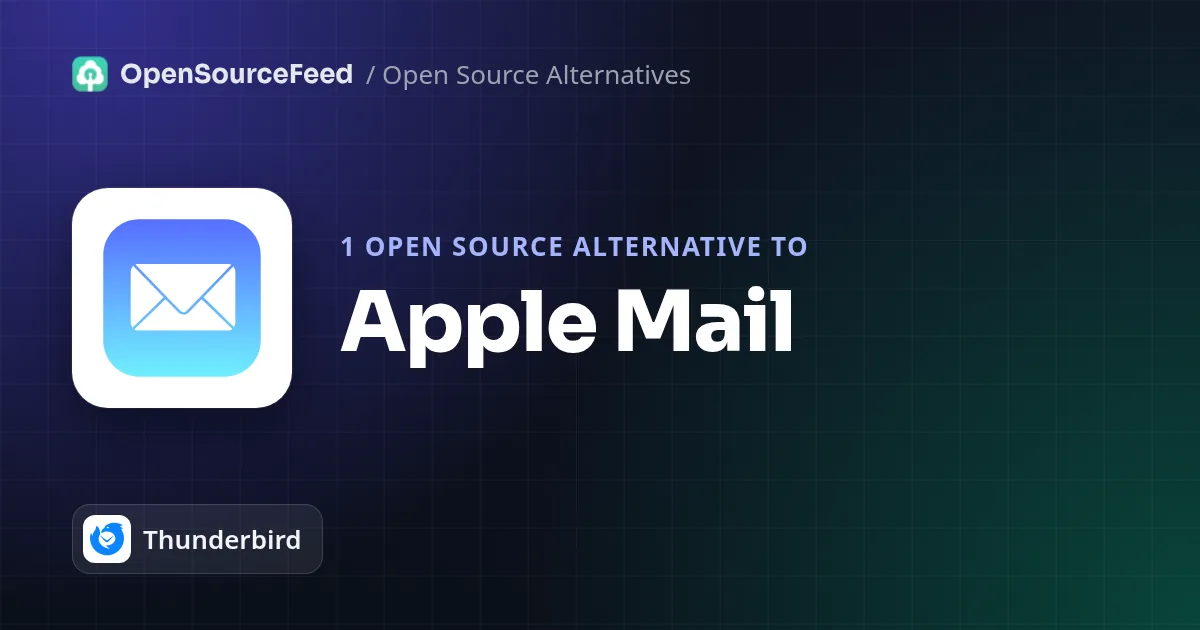 OpenSourceFeed / Open Source Alternatives
1 OPEN SOURCE ALTERNATIVE TO
Apple Mail
Thunderbird